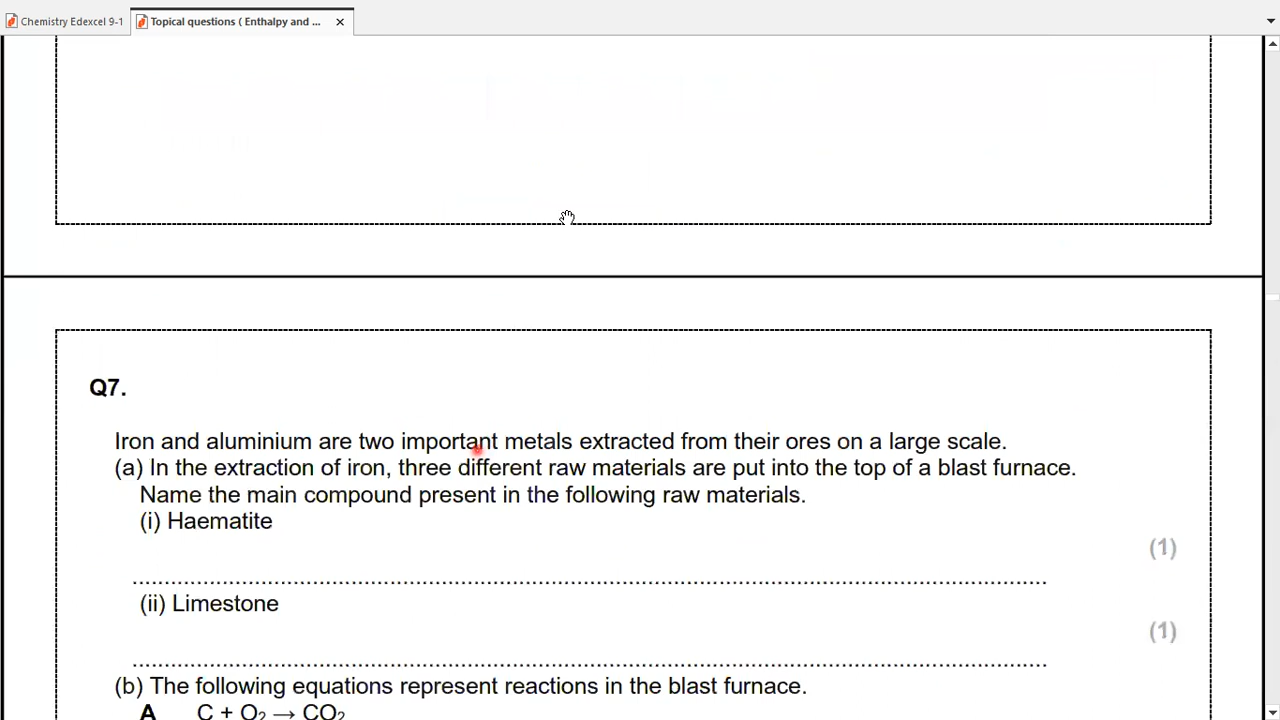 Chemistry Edexcel 9-1
Topical questions ( Enthalpy and ...
Q7.
Iron and aluminium are two important metals extracted from their ores on a large scale.
(a) In the extraction of iron, three different raw materials are put into the top of a blast furnace.
Name the main compound present in the following raw materials.
(i) Haematite
(1)
..............................................................................................................................................
(ii) Limestone
(1)
..............................................................................................................................................
(b) The following equations represent reactions in the blast furnace.
A C + O₂ → CO₂